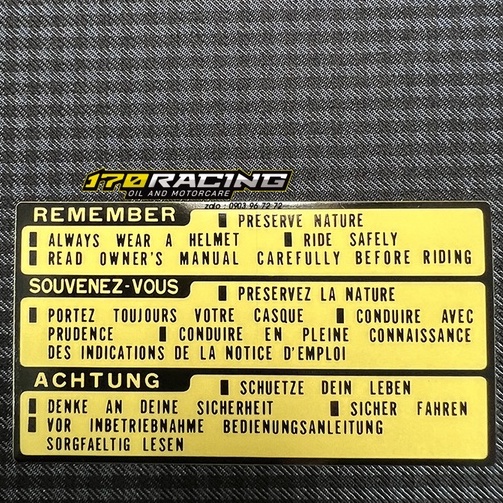 170RACING
OIL AND MOTORCARE
zalo : 0903 96 72 72
REMEMBER
PRESERVE NATURE
ALWAYS WEAR A HELMET RIDE SAFELY
READ OWNER'S MANUAL CAREFULLY BEFORE RIDING
SOUVENEZ-VOUS
PRESERVEZ LA NATURE
PORTEZ TOUJOURS VOTRE CASQUE CONDUIRE AVEC
PRUDENCE CONDUIRE EN PLEINE CONNAISSANCE
DES INDICATIONS DE LA NOTICE D'EMPLOI
ACHTUNG
SCHUETZE DEIN LEBEN
DENKE AN DEINE SICHERHEIT SICHER FAHREN
VOR INBETRIEBNAHME BEDIENUNGSANLEITUNG
SORGFAELTIG LESEN